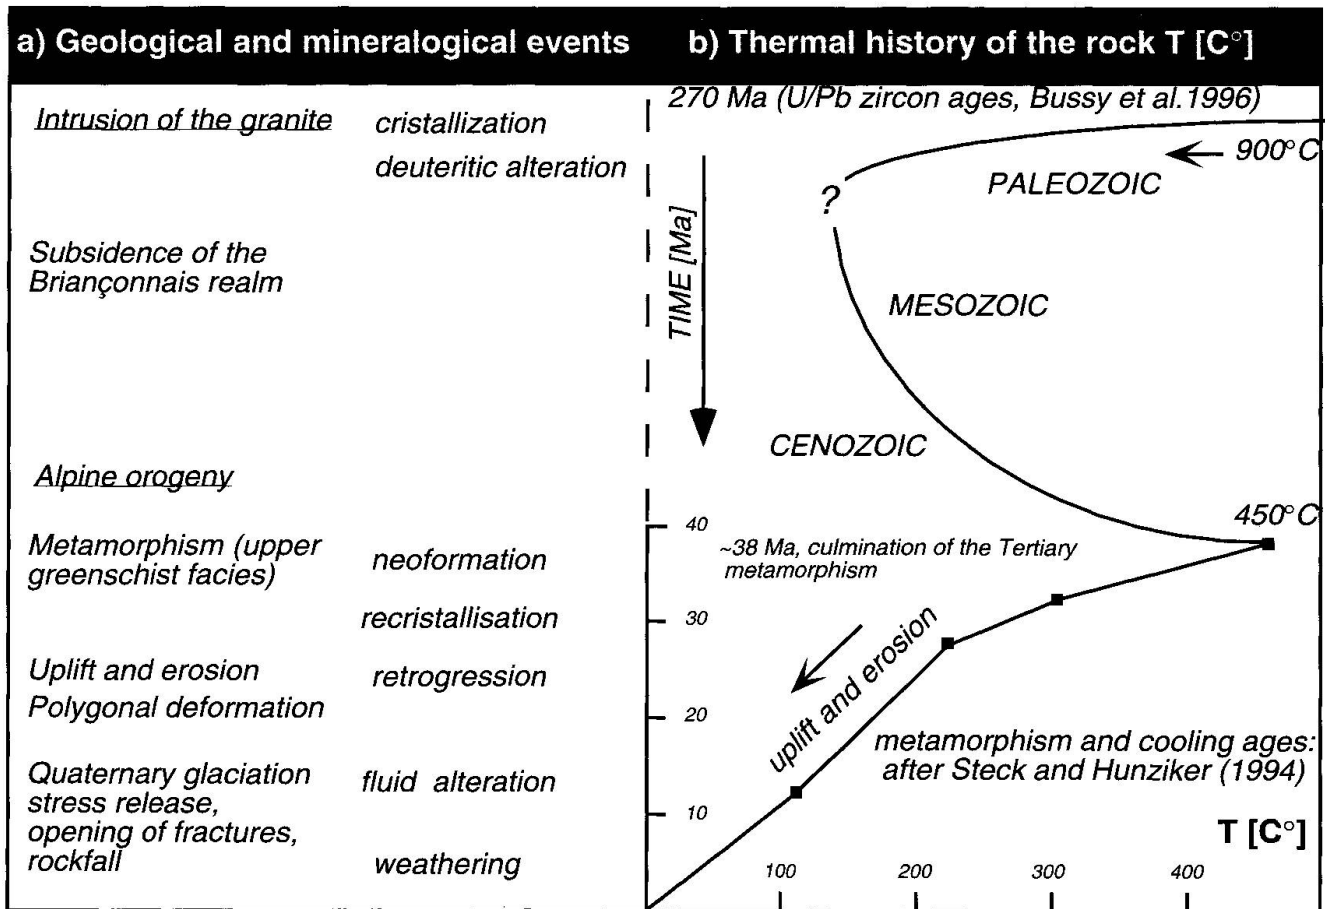 a) Geological and mineralogical events
b) Thermal history of the rock T [C°]
Intrusion of the granite
cristallization
deuteritic alteration
Subsidence of the
Briançonnais realm
Alpine orogeny
Metamorphism (upper
greenschist facies)
neoformation
recristallisation
Uplift and erosion
retrogression
Polygonal deformation
Quaternary glaciation
stress release,
opening of fractures,
rockfall
fluid alteration
weathering
270 Ma (U/Pb zircon ages, Bussy et al. 1996)
900°C
PALEOZOIC
?
TIME [Ma]
MESOZOIC
CENOZOIC
450°C
40
~38 Ma, culmination of the Tertiary
metamorphism
30
uplift and erosion
20
metamorphism and cooling ages:
after Steck and Hunziker (1994)
10
T [C°]
100
200
300
400